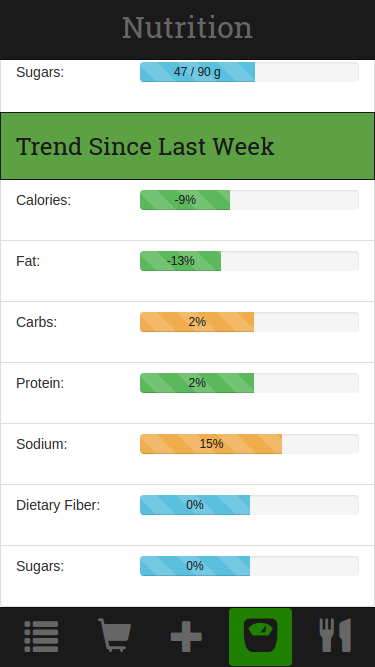 Nutrition
Sugars: 47 / 90 g
Trend Since Last Week
Calories: -9%
Fat: -13%
Carbs: 2%
Protein: 2%
Sodium: 15%
Dietary Fiber: 0%
Sugars: 0%